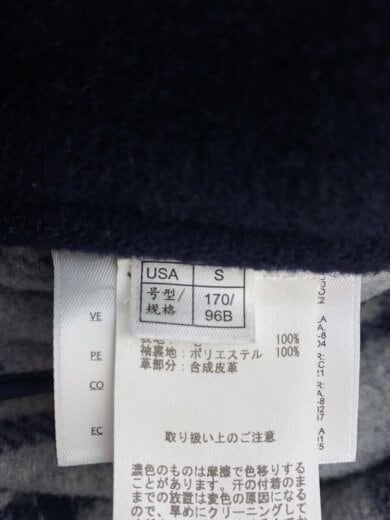 USA S
号型/ 170/
规格 96B
VE
PE
CO
EC
100%
袖裏地:ポリエステル 100%
革部分:合成皮革
取り扱い上のご注意
濃色のものは摩擦で色移りする
ことがあります。汗の付着のま
までの放置は変色の原因になる
ので、早めにクリーニングして